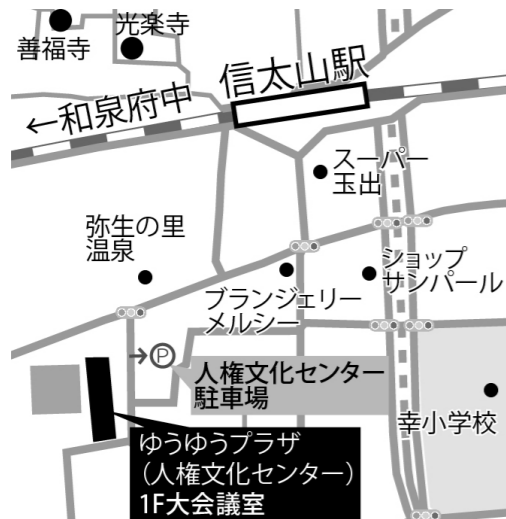 光楽寺
善福寺
信太山駅
←和泉府中
スーパー
玉出
弥生の里
温泉
ショップ
サンパール
ブランジェリー
メルシー
→Ⓟ
人権文化センター
駐車場
幸小学校
ゆうゆうプラザ
（人権文化センター）
1F大会議室